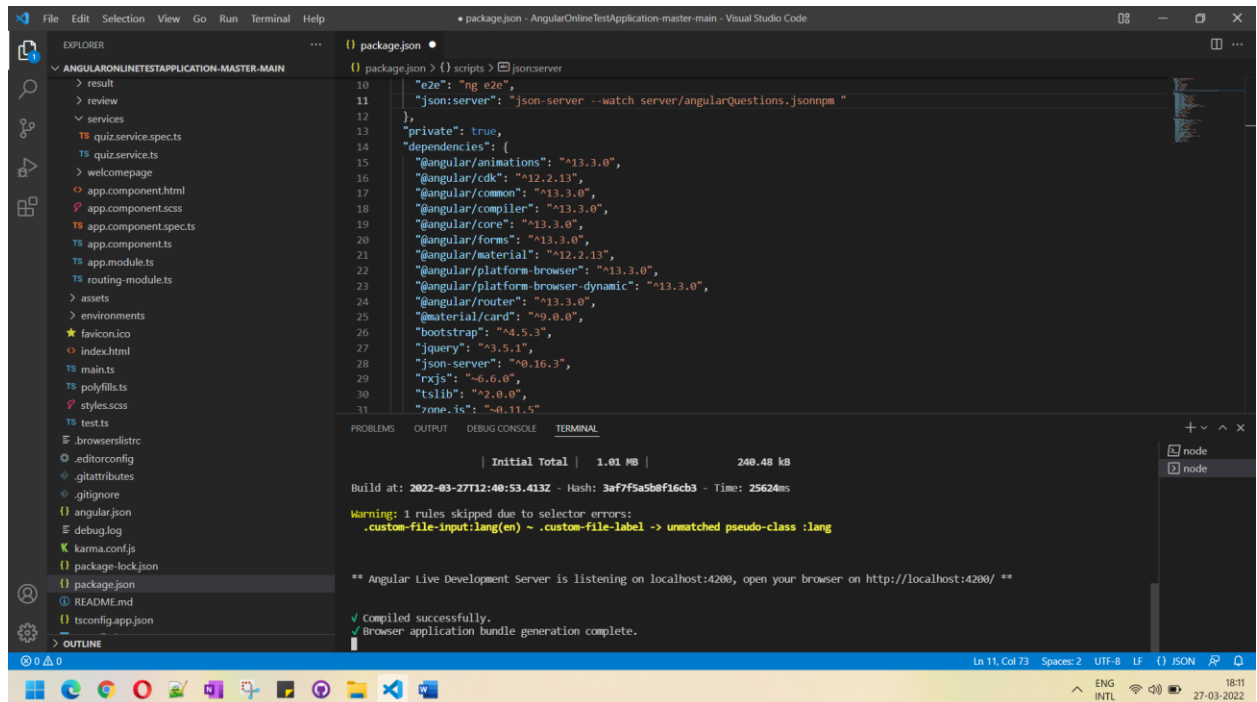 File Edit Selection View Go Run Terminal Help
● package.json - AngularOnlineTestApplication-master-main - Visual Studio Code
EXPLORER
ANGULARONLINETESTAPPLICATION-MASTER-MAIN
> result
> review
services
TS quiz.service.spec.ts
TS quiz.service.ts
> welcomepage
<> app.component.html
app.component.scss
TS app.component.spec.ts
TS app.component.ts
TS app.module.ts
TS routing-module.ts
> assets
> environments
favicon.ico
<> index.html
TS main.ts
TS polyfills.ts
styles.scss
TS test.ts
.browserslistrc
.editorconfig
.gitattributes
.gitignore
{} angular.json
debug.log
karma.conf.js
{} package-lock.json
{} package.json
README.md
{} tsconfig.app.json
> OUTLINE
{} package.json ●
{} package.json > {} scripts > json:server
10 "e2e": "ng e2e",
11 "json:server": "json-server --watch server/angularQuestions.jsonnpm "
12 },
13 "private": true,
14 "dependencies": {
15 "@angular/animations": "^13.3.0",
16 "@angular/cdk": "^12.2.13",
17 "@angular/common": "^13.3.0",
18 "@angular/compiler": "^13.3.0",
19 "@angular/core": "^13.3.0",
20 "@angular/forms": "^13.3.0",
21 "@angular/material": "^12.2.13",
22 "@angular/platform-browser": "^13.3.0",
23 "@angular/platform-browser-dynamic": "^13.3.0",
24 "@angular/router": "^13.3.0",
25 "@material/card": "^9.0.0",
26 "bootstrap": "^4.5.3",
27 "jquery": "^3.5.1",
28 "json-server": "^0.16.3",
29 "rxjs": "~6.6.0",
30 "tslib": "^2.0.0",
31 "zone.js": "~0.11.5"
PROBLEMS OUTPUT DEBUG CONSOLE TERMINAL
node
node
| Initial Total | 1.01 MB | 240.48 kB
Build at: 2022-03-27T12:40:53.413Z - Hash: 3af7f5a5b8f16cb3 - Time: 25624ms
Warning: 1 rules skipped due to selector errors:
.custom-file-input:lang(en) ~ .custom-file-label -> unmatched pseudo-class :lang
** Angular Live Development Server is listening on localhost:4200, open your browser on http://localhost:4200/ **
√ Compiled successfully.
√ Browser application bundle generation complete.
0 0 Ln 11, Col 73 Spaces: 2 UTF-8 LF {} JSON
ENG 18:11
INTL 27-03-2022